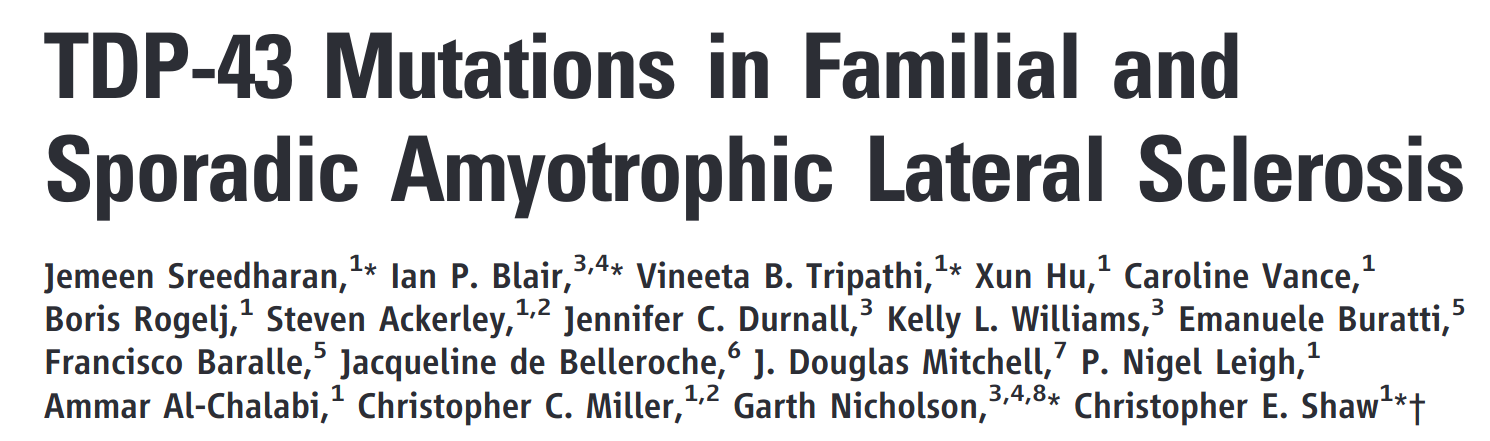 TDP-43 Mutations in Familial and
Sporadic Amyotrophic Lateral Sclerosis
Jemeen Sreedharan,1* Ian P. Blair,3,4* Vineeta B. Tripathi,1* Xun Hu,1 Caroline Vance,1
Boris Rogelj,1 Steven Ackerley,1,2 Jennifer C. Durnall,3 Kelly L. Williams,3 Emanuele Buratti,5
Francisco Baralle,5 Jacqueline de Belleroche,6 J. Douglas Mitchell,7 P. Nigel Leigh,1
Ammar Al-Chalabi,1 Christopher C. Miller,1,2 Garth Nicholson,3,4,8* Christopher E. Shaw1*†